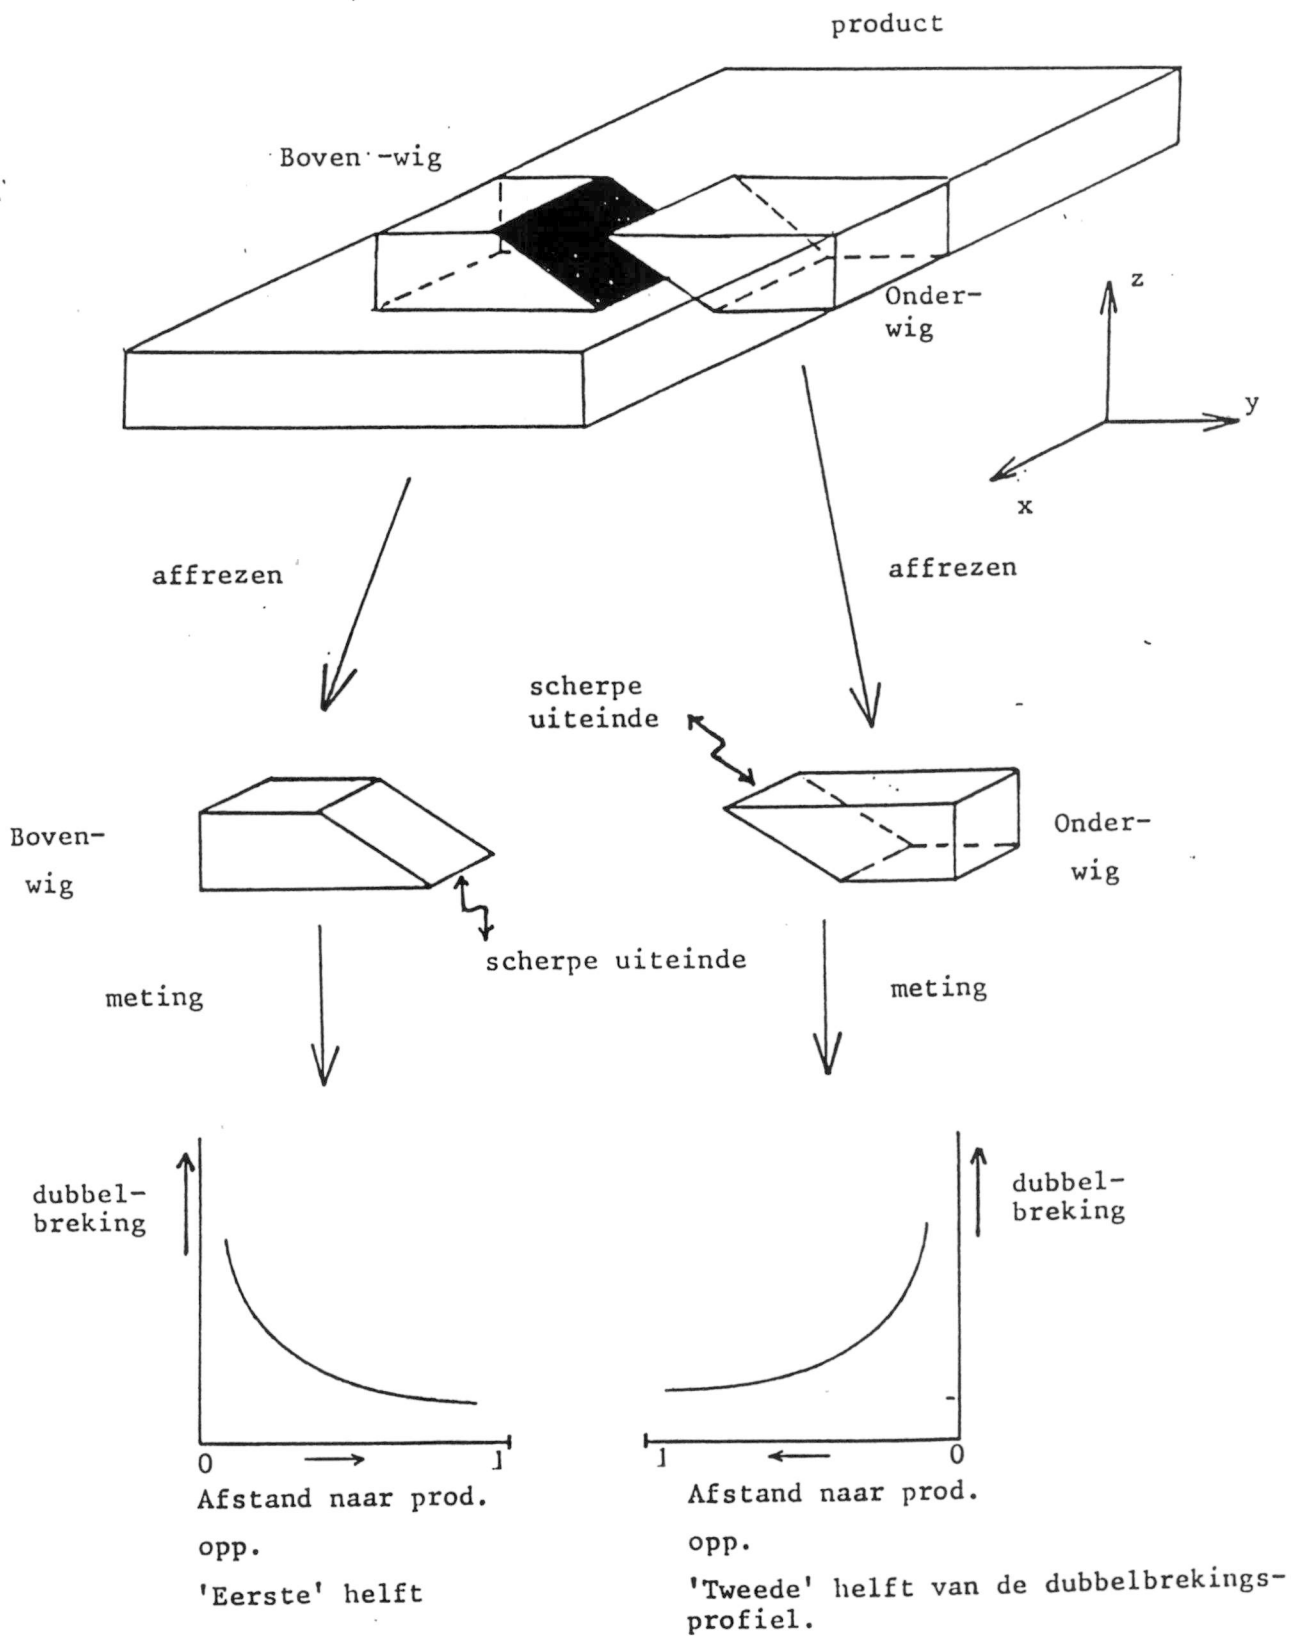 product
Boven -wig
Onder-
wig
z
y
x
affrezen
affrezen
scherpe
uiteinde
Boven-
wig
Onder-
wig
scherpe uiteinde
meting
meting
dubbel-
breking
dubbel-
breking
0
1
1
0
Afstand naar prod.
opp.
'Eerste' helft
Afstand naar prod.
opp.
'Tweede' helft van de dubbelbrekings-
profiel.